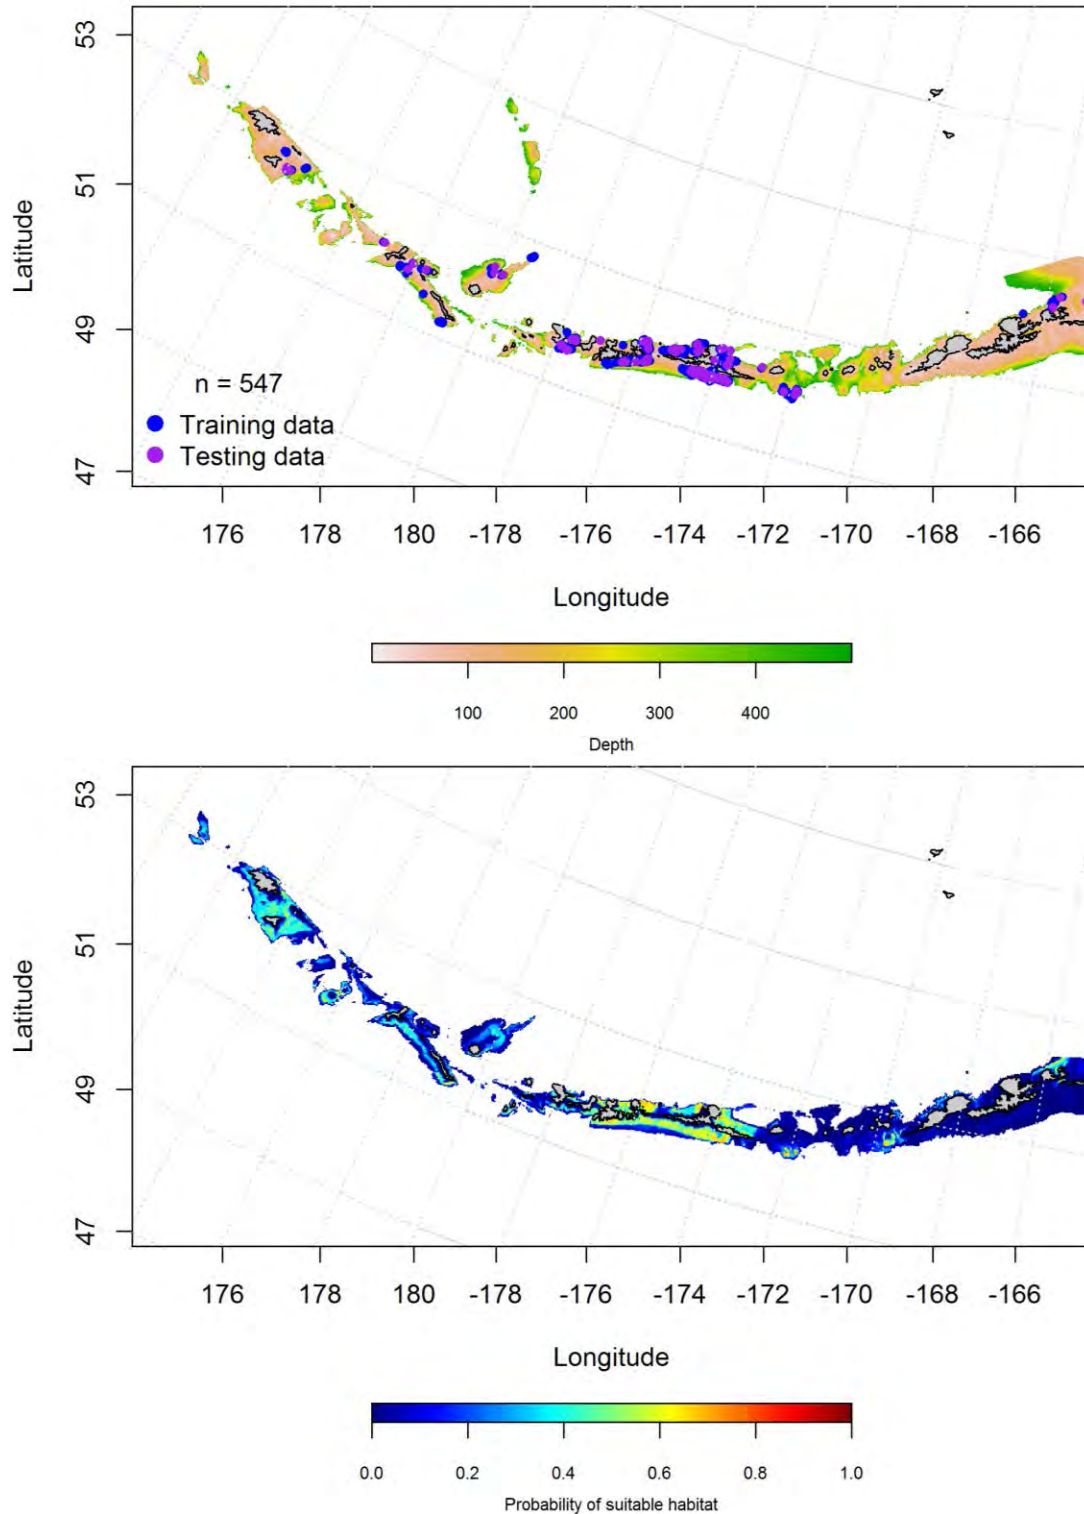 53
51
49
47
Latitude
n = 547
Training data
Testing data
176 178 180 -178 -176 -174 -172 -170 -168 -166
Longitude
100 200 300 400
Depth
53
51
49
47
Latitude
176 178 180 -178 -176 -174 -172 -170 -168 -166
Longitude
0.0 0.2 0.4 0.6 0.8 1.0
Probability of suitable habitat